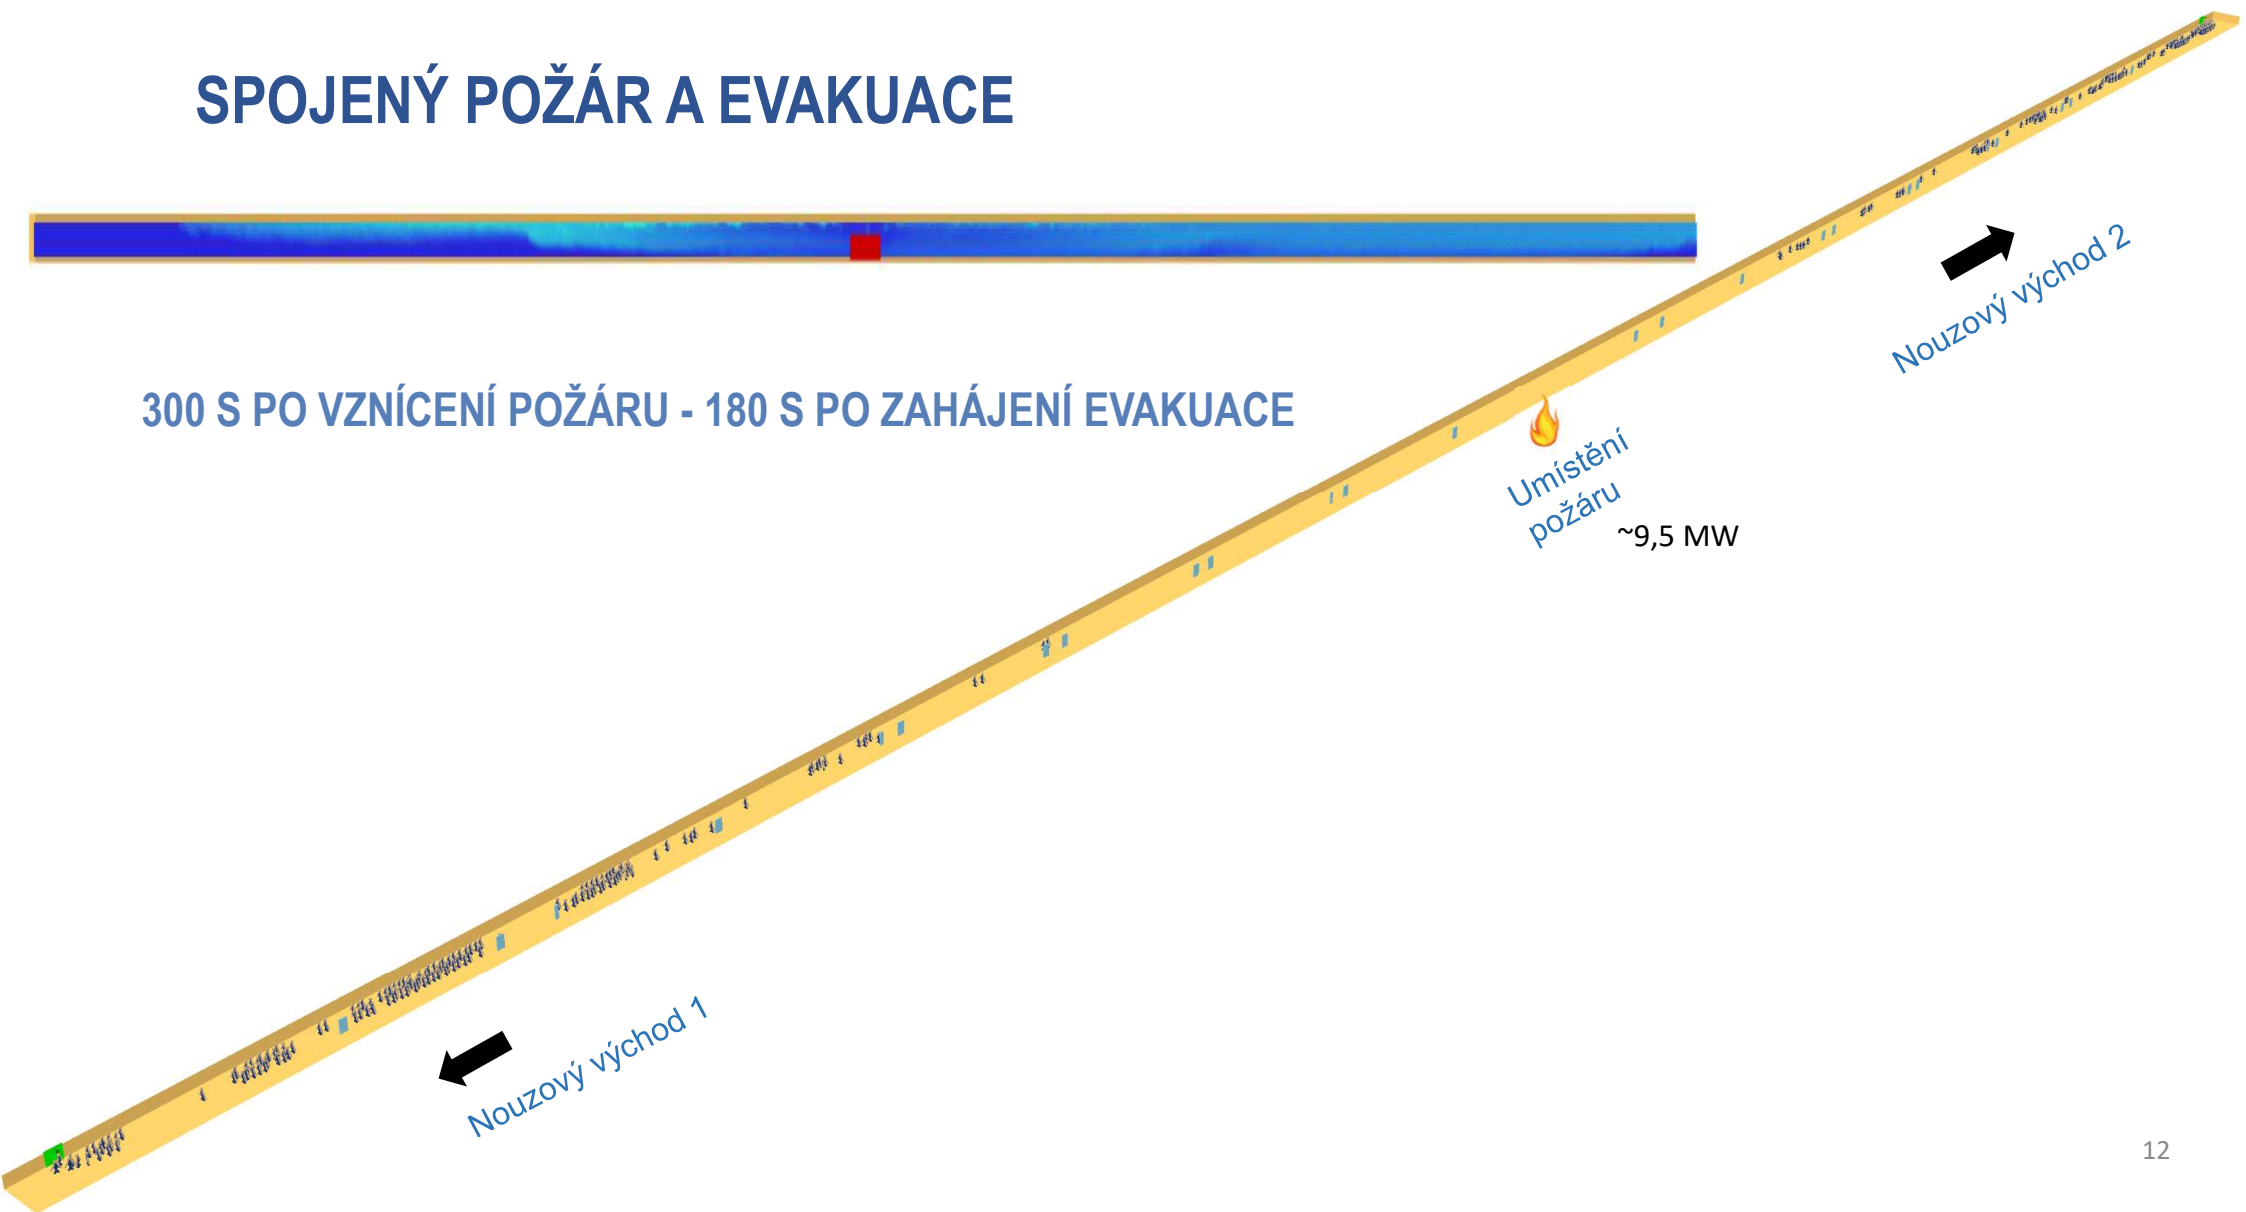 SPOJENÝ POŽÁR A EVAKUACE
Nouzový východ 2
300 S PO VZNÍCENÍ POŽÁRU - 180 S PO ZAHÁJENÍ EVAKUACE
Umístění
požáru
~9,5 MW
Nouzový východ 1
12